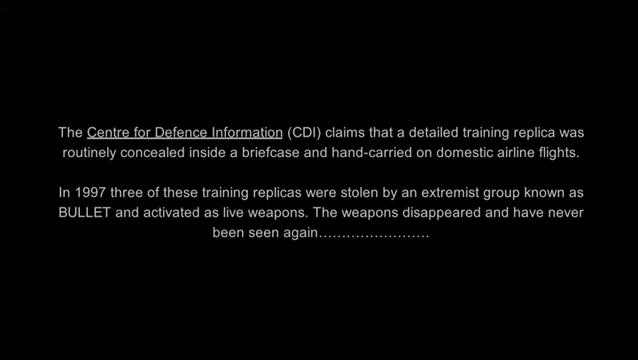 The Centre for Defence Information (CDI) claims that a detailed training replica was
routinely concealed inside a briefcase and hand-carried on domestic airline flights.
In 1997 three of these training replicas were stolen by an extremist group known as
BULLET and activated as live weapons. The weapons disappeared and have never
been seen again……………………